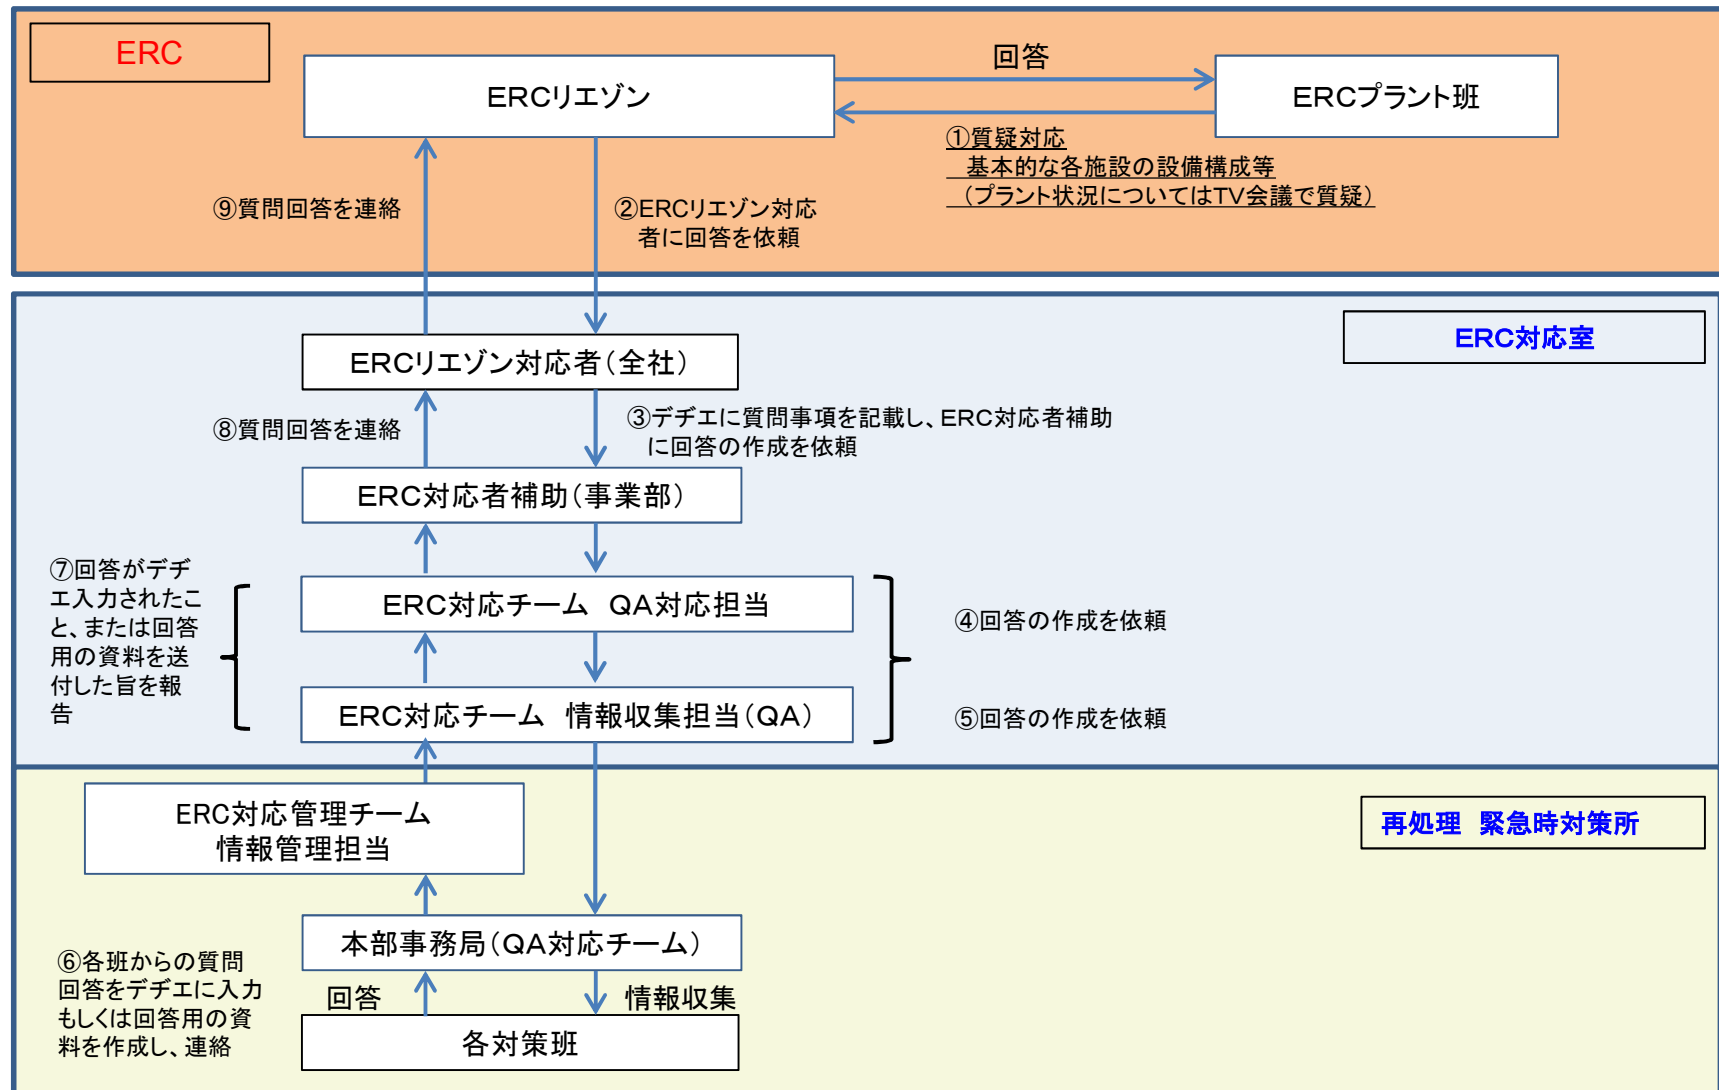 ERC
ERCリエゾン
回答
ERCプラント班
①質疑対応
基本的な各施設の設備構成等
（プラント状況についてはTV会議で質疑）
⑨質問回答を連絡
②ERCリエゾン対応
者に回答を依頼
ERC対応室
ERCリエゾン対応者（全社）
⑧質問回答を連絡
③デヂエに質問事項を記載し、ERC対応者補助
に回答の作成を依頼
ERC対応者補助（事業部）
⑦回答がデヂ
エ入力されたこ
と、または回答
用の資料を送
付した旨を報
告
ERC対応チーム　QA対応担当
④回答の作成を依頼
ERC対応チーム　情報収集担当（QA）
⑤回答の作成を依頼
再処理　緊急時対策所
ERC対応管理チーム
情報管理担当
本部事務局（QA対応チーム）
⑥各班からの質問
回答をデヂエに入力
もしくは回答用の資
料を作成し、連絡
回答
情報収集
各対策班